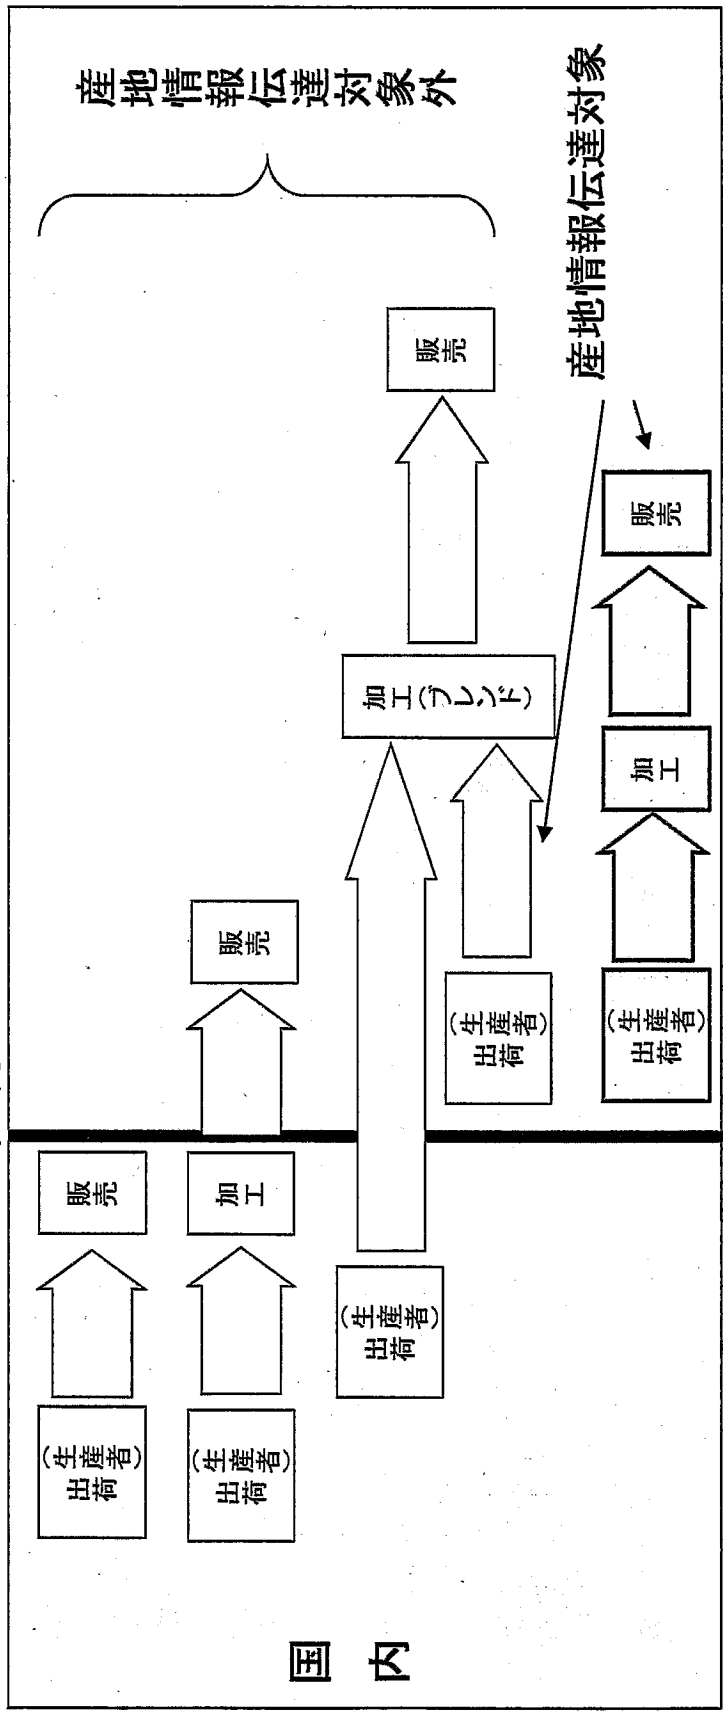 国内
(生産者)
出荷
販売
(生産者)
出荷
加工
販売
(生産者)
出荷
加工(ブレンド)
販売
(生産者)
出荷
(生産者)
出荷
加工
販売
産地情報伝達対象外
産地情報伝達対象